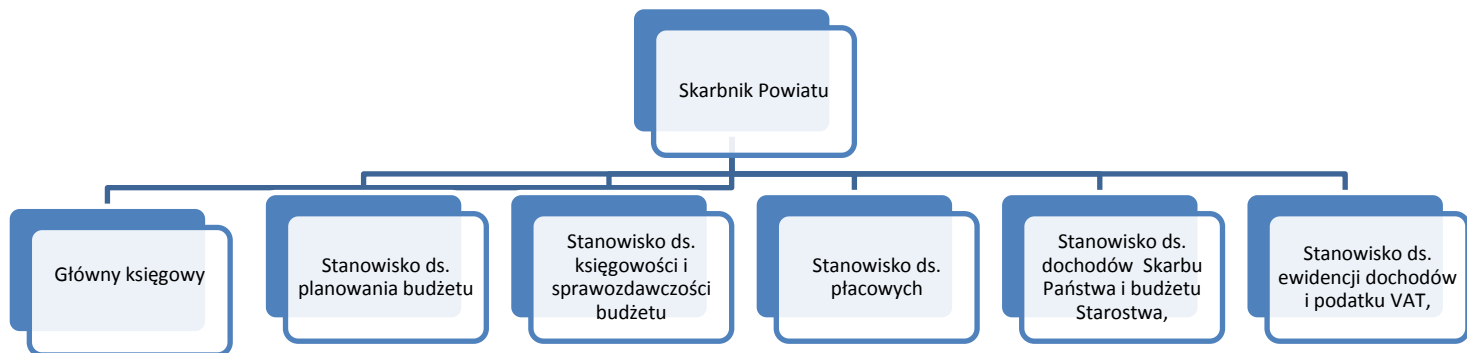 Skarbnik Powiatu
Główny księgowy
Stanowisko ds.
planowania budżetu
Stanowisko ds.
księgowości i
sprawozdawczości
budżetu
Stanowisko ds.
płacowych
Stanowisko ds.
dochodów Skarbu
Państwa i budżetu
Starostwa,
Stanowisko ds.
ewidencji dochodów
i podatku VAT,